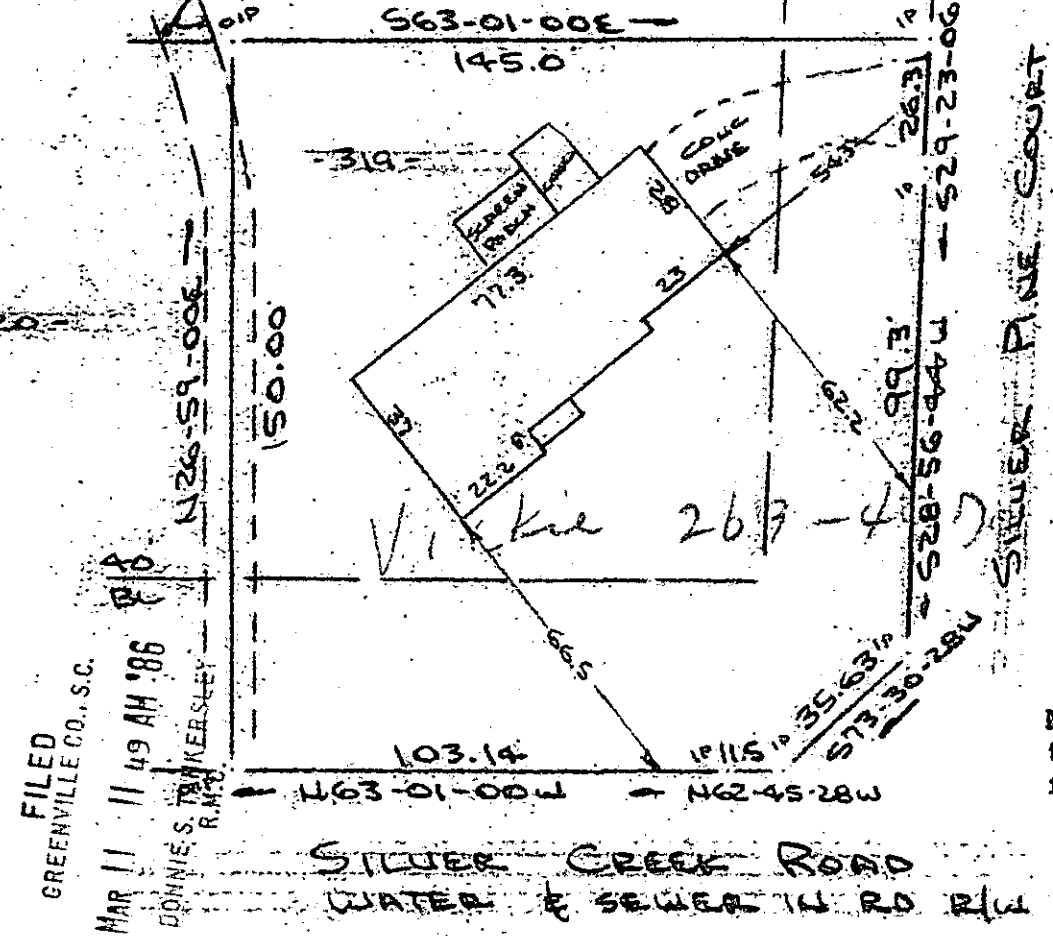 OIP
S63-01-00E
IP
145.0
26.3
S29-23-06
CONC
DRIVE
54.3
-319-
SCREEN
PORCH
CONC
28
77.3
23
IP
SILVER PINE COURT
N26-59-00E
150.00
37
22.2
6
62.2
99.3
S28-56-44W
267-4
40
BL
66.5
IP
35.63
S73-30-28W
FILED
GREENVILLE CO., S.C.
MAR 11 11 49 AM '86
DONNIE S. TANKERSLEY
R.M.C.
103.14
IP 11.5 IP
N63-01-00W
N62-45-28W
SILVER CREEK ROAD
WATER & SEWER IN RD R/W